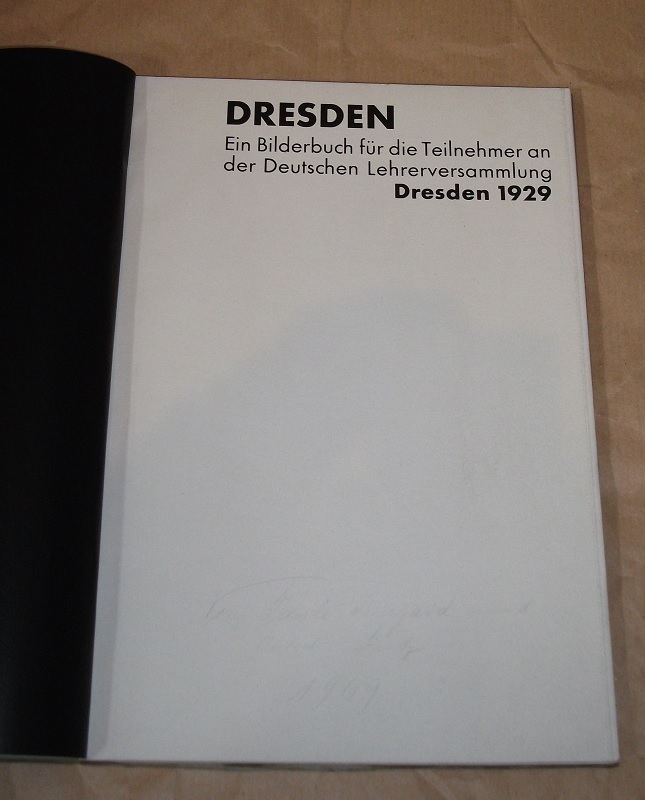 DRESDEN
Ein Bilderbuch für die Teilnehmer an
der Deutschen Lehrerversammlung
Dresden 1929